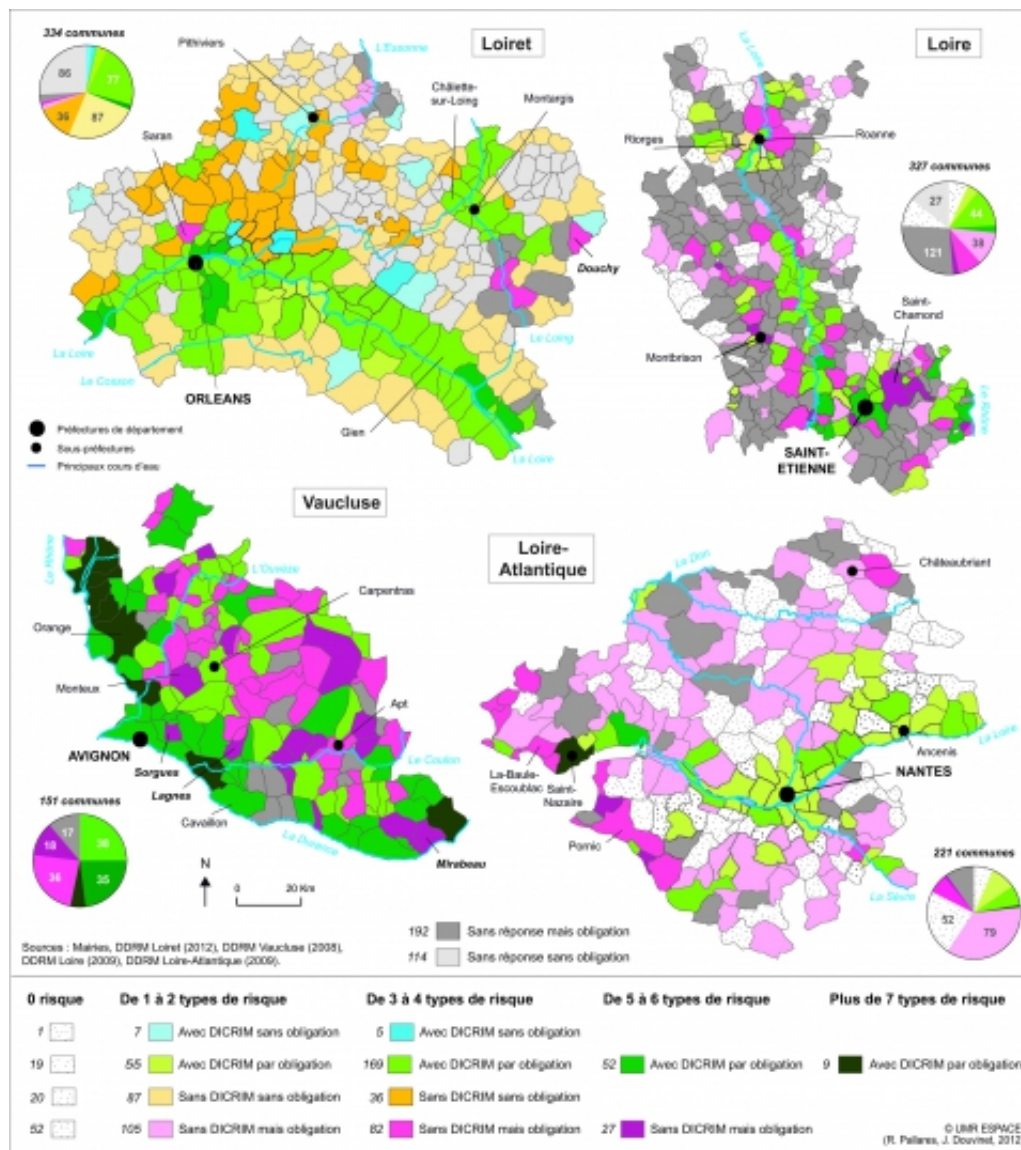 334 communes
Pithiviers
L'Essonne
Loiret
Châlette-
sur-Loing
Montargis
86
77
36
87
Saran
Douchy
La Loire
Le Cosson
Le Loing
ORLEANS
Gien
La Loire
Préfectures de département
Sous-préfectures
Principaux cours d'eau
La Loire
Loire
Riorges
Roanne
327 communes
27
44
121
38
Saint-
Chamond
Montbrison
Le Rhône
SAINT-
ETIENNE
Vaucluse
Le Rhône
L'Ouvèze
Carpentras
Orange
Monteux
Apt
AVIGNON
Sorgues
Le Coulon
Lagnes
Cavaillon
La Durance
Mirabeau
151 communes
17
18
38
36
35
N
0 20 Km
Loire-
Atlantique
Le Don
Châteaubriant
La Loire
Ancenis
La-Baule-
Escoublac
Saint-
Nazaire
NANTES
Pornic
221 communes
La Sèvre
52
79
Sources : Mairies, DDRM Loiret (2012), DDRM Vaucluse (2008),
DDRM Loire (2009), DDRM Loire-Atlantique (2009).
192 Sans réponse mais obligation
114 Sans réponse sans obligation
0 risque De 1 à 2 types de risque De 3 à 4 types de risque De 5 à 6 types de risque Plus de 7 types de risque
1 7 Avec DICRIM sans obligation 5 Avec DICRIM sans obligation
19 55 Avec DICRIM par obligation 169 Avec DICRIM par obligation 52 Avec DICRIM par obligation 9 Avec DICRIM par obligation
20 87 Sans DICRIM sans obligation 36 Sans DICRIM sans obligation
52 105 Sans DICRIM mais obligation 82 Sans DICRIM mais obligation 27 Sans DICRIM mais obligation
© UMR ESPACE
(R. Pallares, J. Douvinet, 2012